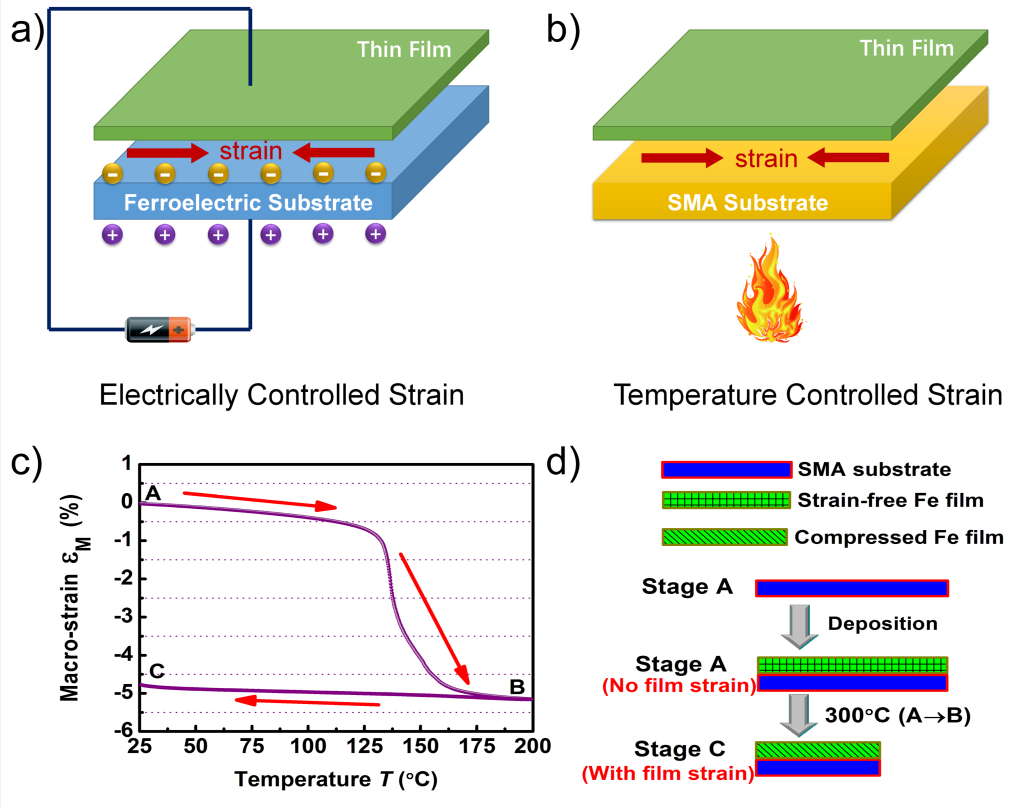 a)
Thin Film
strain
− − − − − −
Ferroelectric Substrate
+ + + + + +
+
Electrically Controlled Strain
b)
Thin Film
strain
SMA Substrate
Temperature Controlled Strain
c)
Macro-strain εM (%)
1
0
-1
-2
-3
-4
-5
-6
A
B
C
25 50 75 100 125 150 175 200
Temperature T (°C)
d)
SMA substrate
Strain-free Fe film
Compressed Fe film
Stage A
Deposition
Stage A
(No film strain)
300°C (A→B)
Stage C
(With film strain)